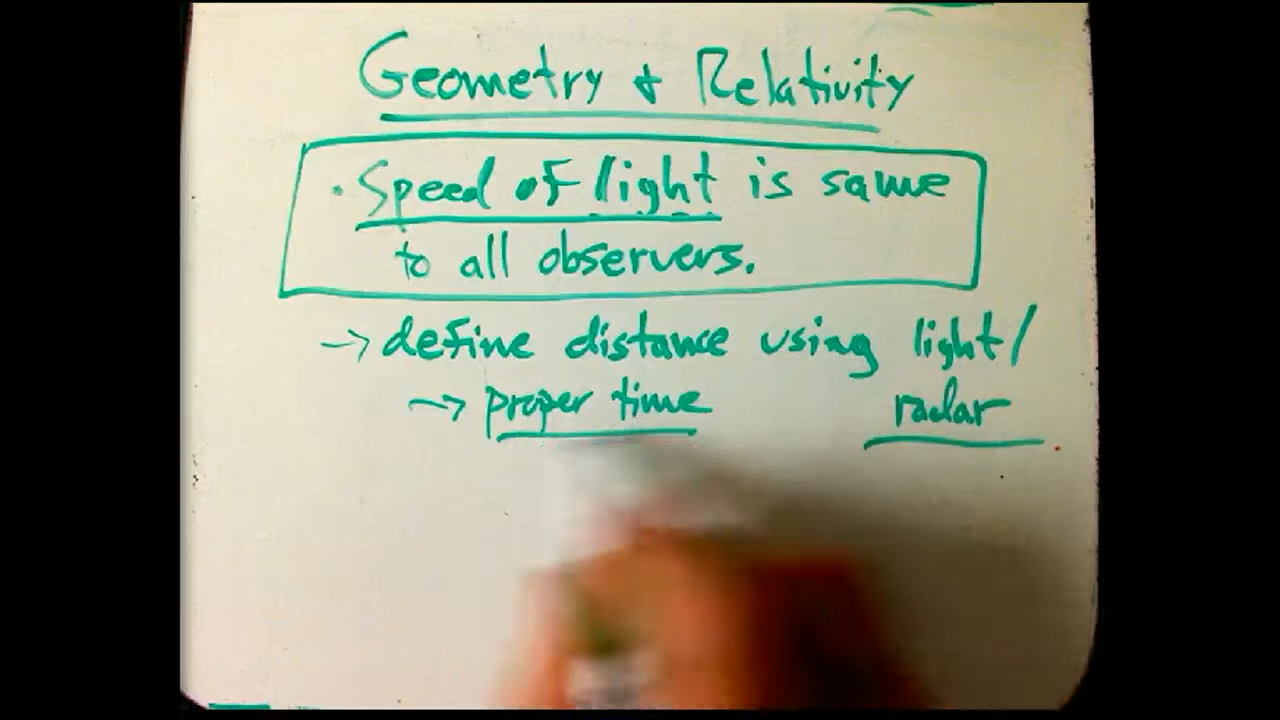 Geometry & Relativity
· Speed of light is same
to all observers.
→ define distance using light/
→ proper time radar